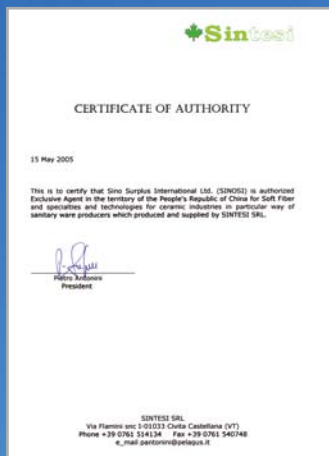 Sintesi
CERTIFICATE OF AUTHORITY
15 May 2005
This is to certify that Sino Surplus International Ltd. (SINOSI) is authorized
Exclusive Agent in the territory of the People's Republic of China for Soft Fiber
and specialties and technologies for ceramic industries in particular way of
sanitary ware producers which produced and supplied by SINTESI SRL.
Pietro Antonini
President
SINTESI SRL
Via Flamini snc I-01033 Civita Castellana (VT)
Phone +39 0761 514134 Fax +39 0761 540748
e_mail pantonini@pelagus.it